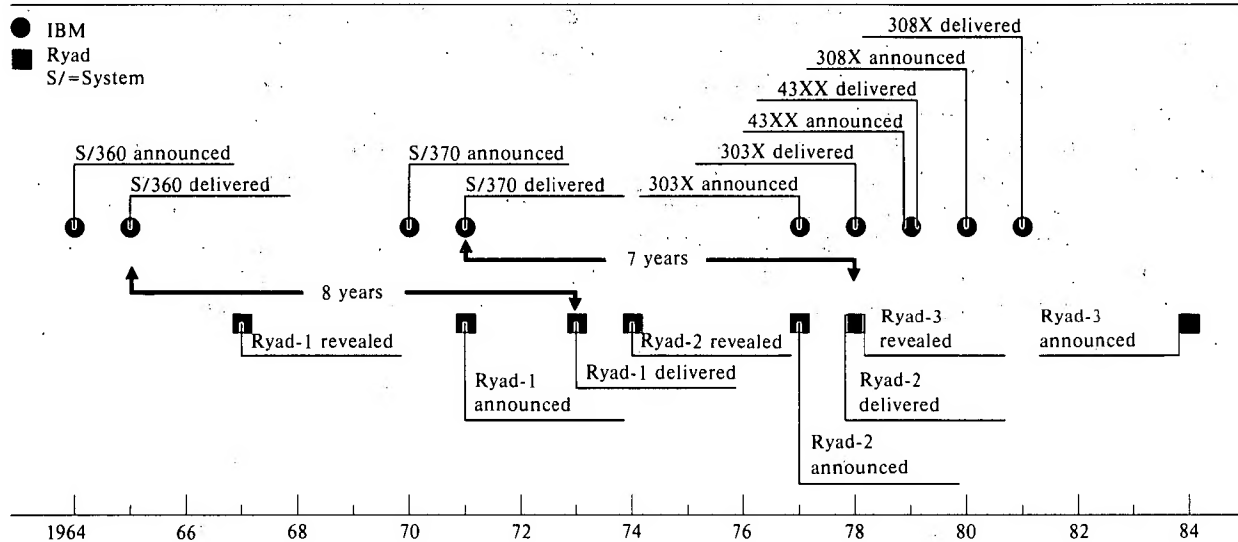 IBM
Ryad
S/=System
308X delivered
308X announced
43XX delivered
43XX announced
S/360 announced
S/370 announced
303X delivered
S/360 delivered
S/370 delivered
303X announced
7 years
8 years
Ryad-1 revealed
Ryad-2 revealed
Ryad-3
revealed
Ryad-3
announced
Ryad-1
announced
Ryad-1 delivered
Ryad-2
delivered
Ryad-2
announced
1964 66 68 70 72 74 76 78 80 82 84